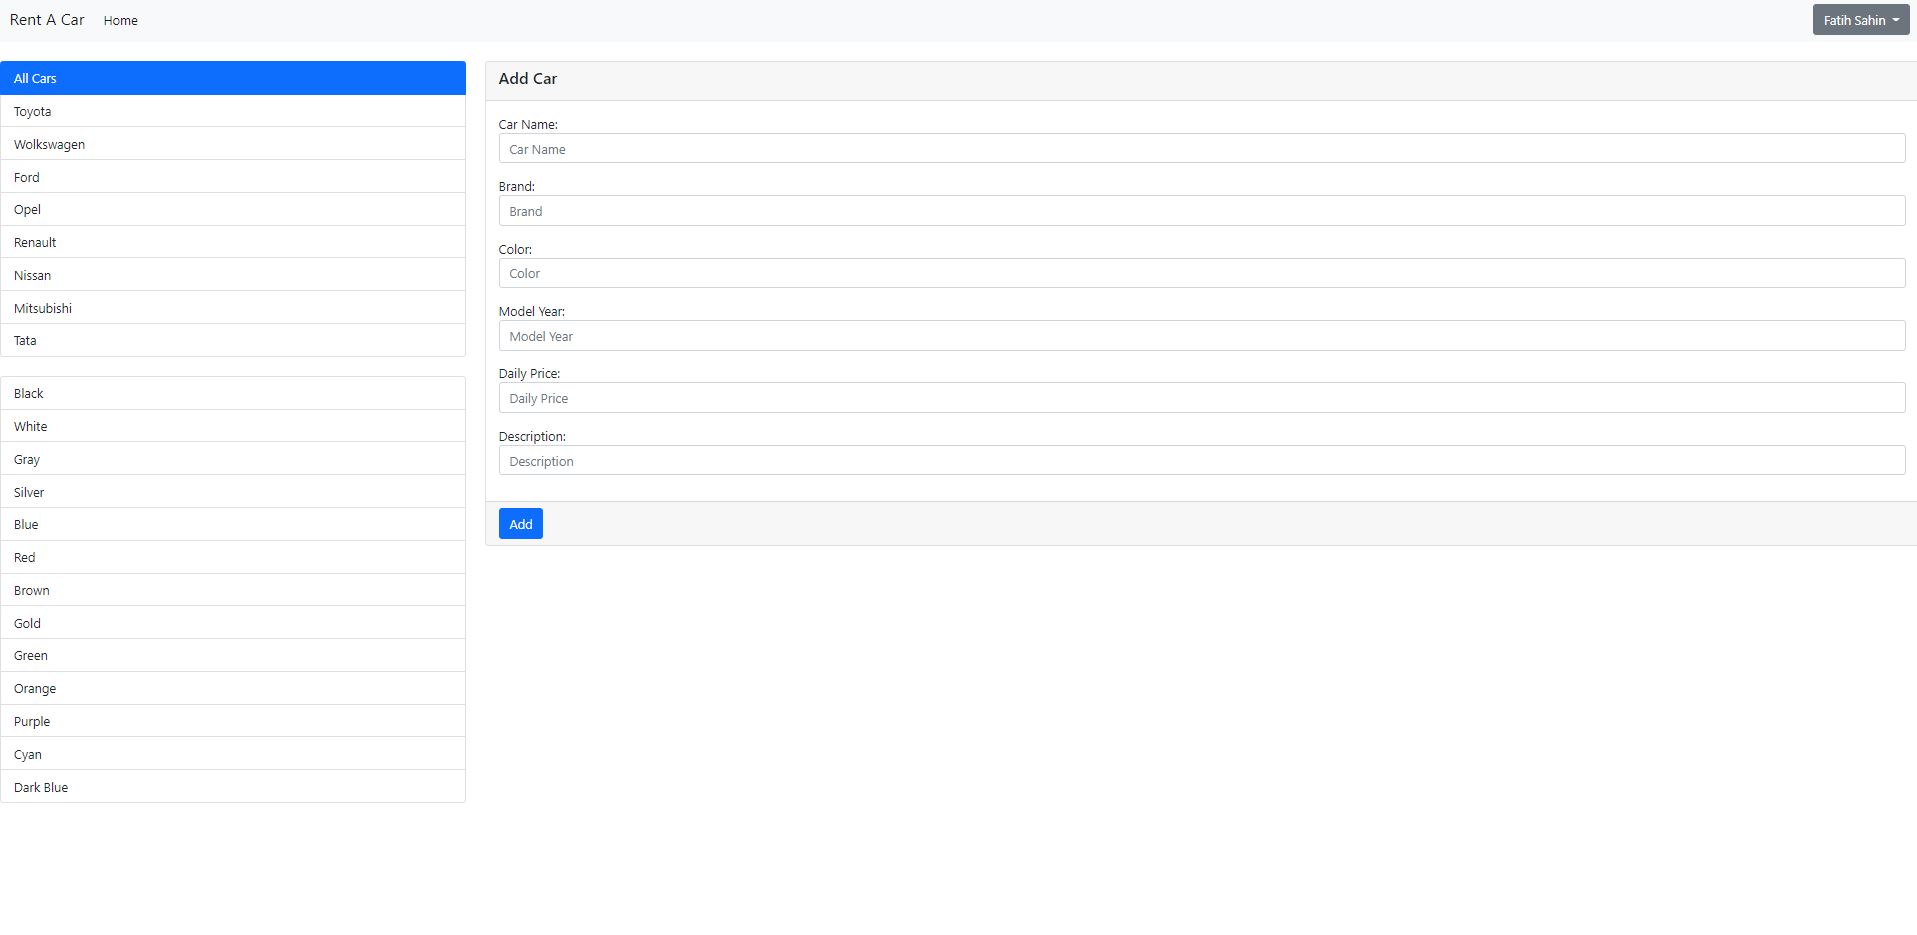 Rent A Car Home Fatih Sahin
All Cars
Toyota
Wolkswagen
Ford
Opel
Renault
Nissan
Mitsubishi
Tata
Black
White
Gray
Silver
Blue
Red
Brown
Gold
Green
Orange
Purple
Cyan
Dark Blue
Add Car
Car Name:
Car Name
Brand:
Brand
Color:
Color
Model Year:
Model Year
Daily Price:
Daily Price
Description:
Description
Add